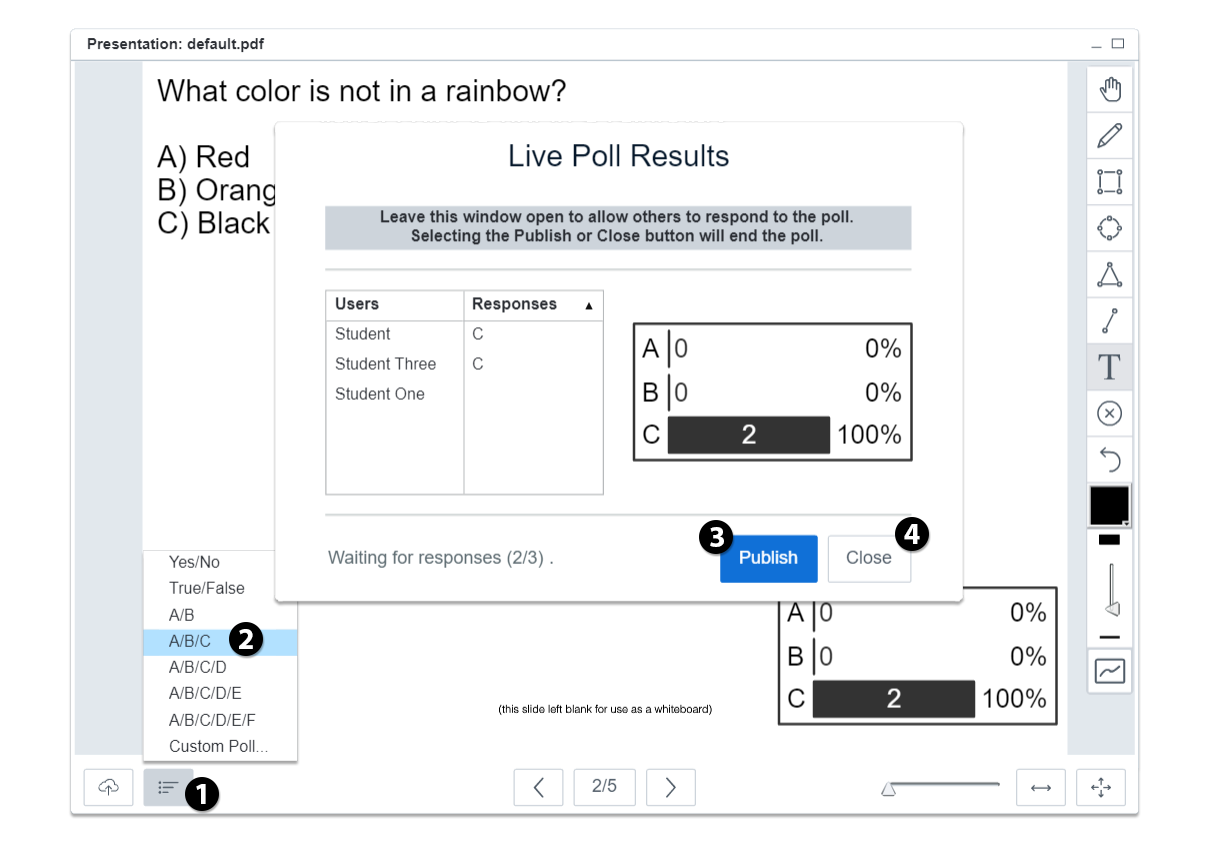 Presentation: default.pdf
What color is not in a rainbow?
A) Red
B) Orang
C) Black
Live Poll Results
Leave this window open to allow others to respond to the poll.
Selecting the Publish or Close button will end the poll.
Users Responses ▲
Student C
Student Three C
Student One
A 0 0%
B 0 0%
C 2 100%
Waiting for responses (2/3) .
3 Publish
4 Close
Yes/No
True/False
A/B
A/B/C 2
A/B/C/D
A/B/C/D/E
A/B/C/D/E/F
Custom Poll...
A 0 0%
B 0 0%
C 2 100%
(this slide left blank for use as a whiteboard)
T
1
2/5